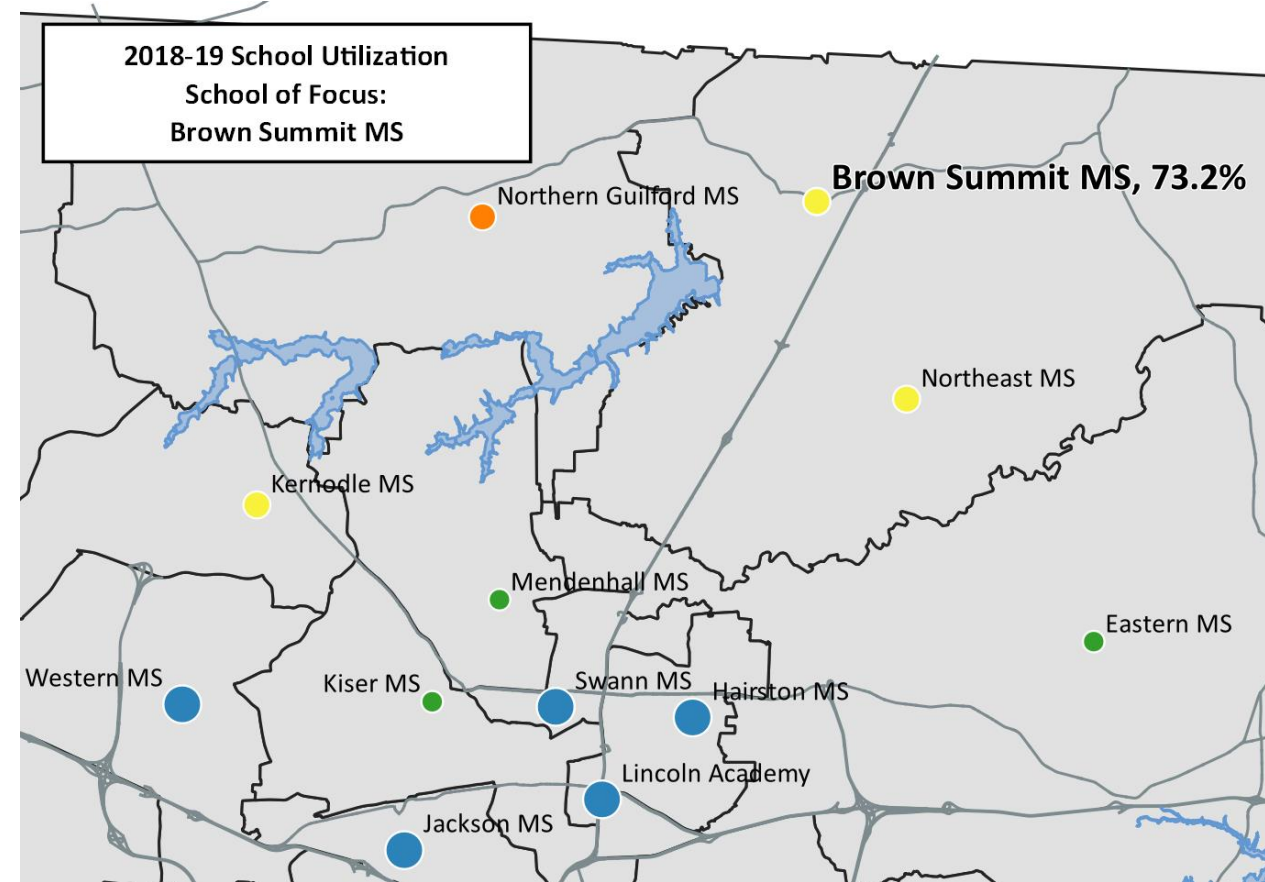 2018-19 School Utilization
School of Focus:
Brown Summit MS
Brown Summit MS, 73.2%
Northern Guilford MS
Northeast MS
Kernodle MS
Mendenhall MS
Eastern MS
Western MS
Kiser MS
Swann MS
Hairston MS
Lincoln Academy
Jackson MS